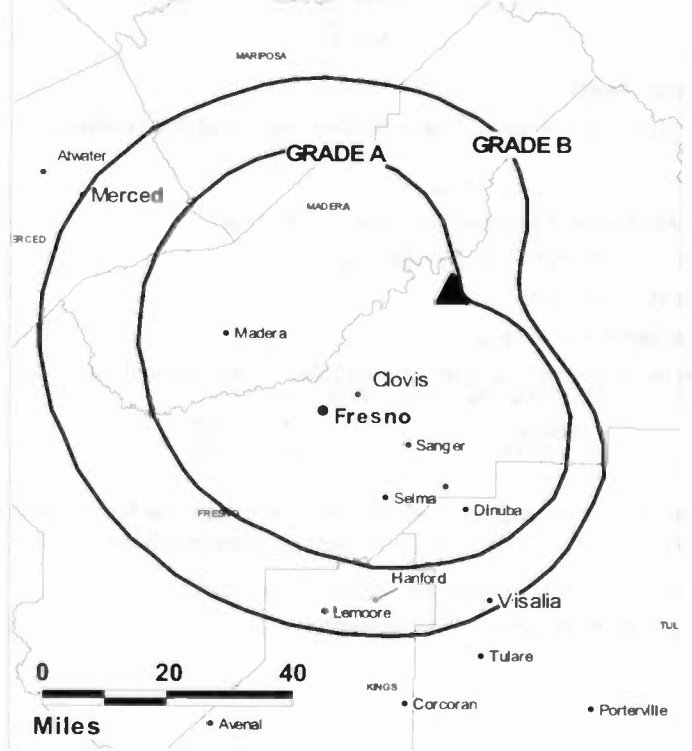 MARIPOSA
GRADE B
GRADE A
Atwater
Merced
MADERA
ERCED
Madera
Clovis
Fresno
Sanger
Selma
Dinuba
FRESNO
Hanford
Visalia
Lemoore
TUL
Tulare
0 20 40
KINGS
Corcoran
Porterville
Miles
Avenal